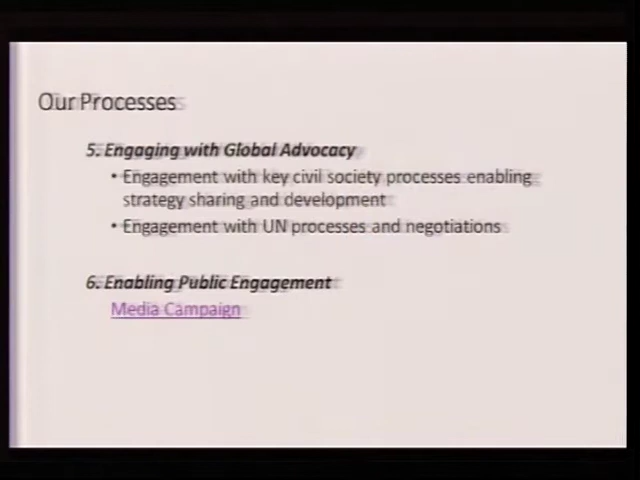 Our Processes
5. Engaging with Global Advocacy
• Engagement with key civil society processes enabling
strategy sharing and development
• Engagement with UN processes and negotiations
6. Enabling Public Engagement
Media Campaign